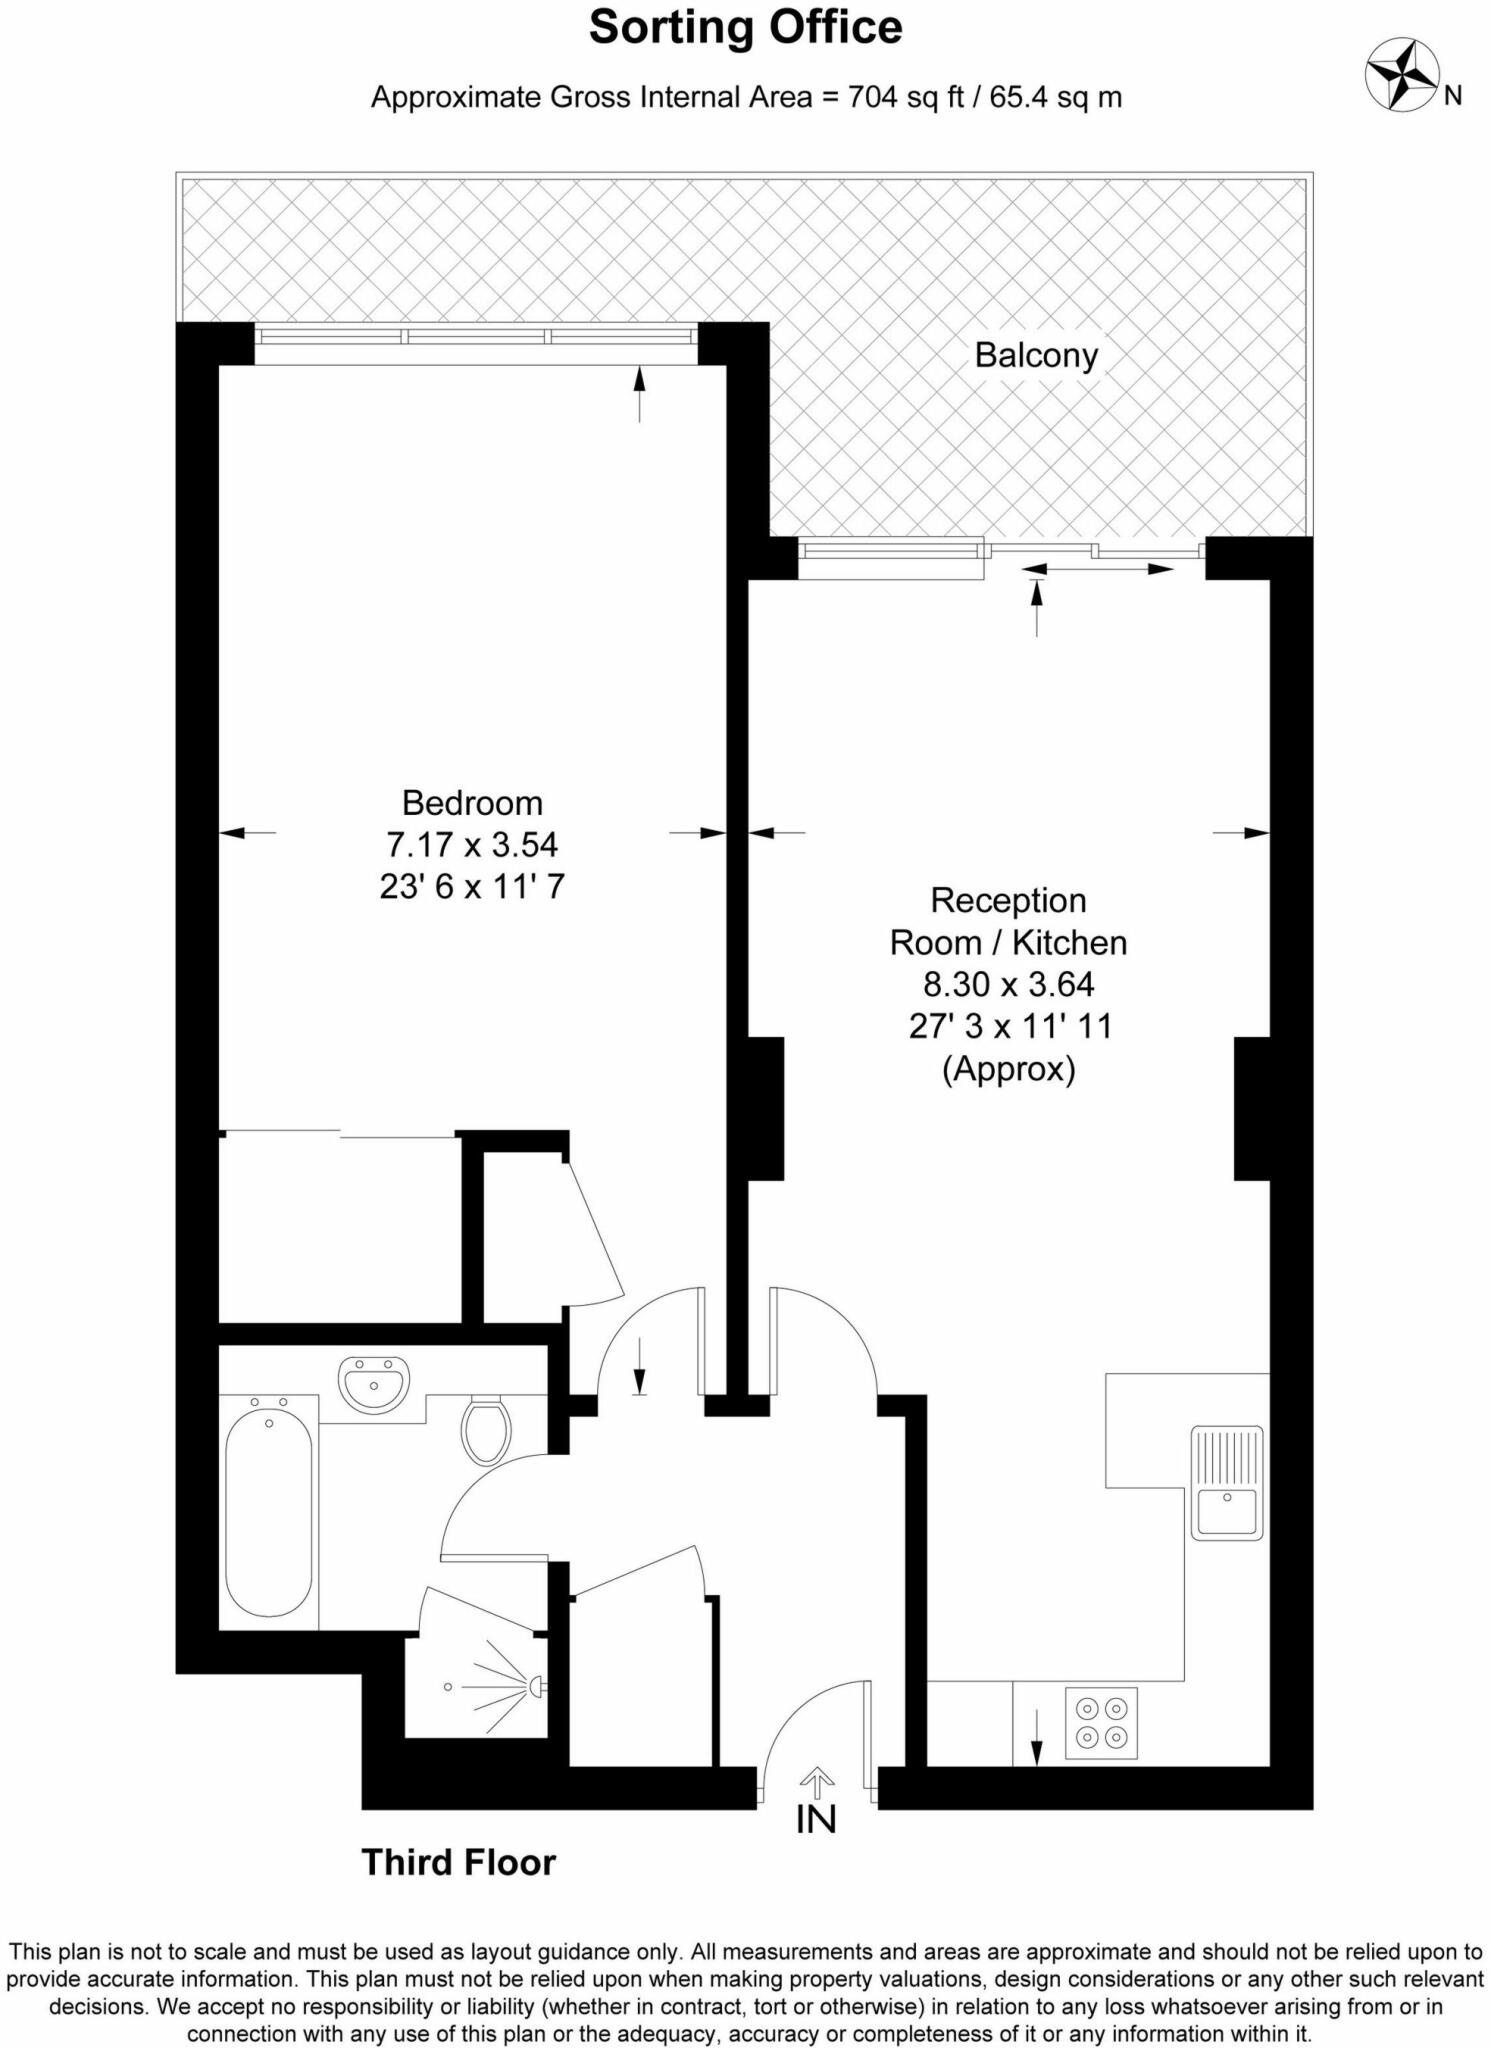 Sorting Office
Approximate Gross Internal Area = 704 sq ft / 65.4 sq m
N
Balcony
Bedroom
7.17 x 3.54
23' 6 x 11' 7
Reception
Room / Kitchen
8.30 x 3.64
27' 3 x 11' 11
(Approx)
IN
Third Floor
This plan is not to scale and must be used as layout guidance only. All measurements and areas are approximate and should not be relied upon to
provide accurate information. This plan must not be relied upon when making property valuations, design considerations or any other such relevant
decisions. We accept no responsibility or liability (whether in contract, tort or otherwise) in relation to any loss whatsoever arising from or in
connection with any use of this plan or the adequacy, accuracy or completeness of it or any information within it.